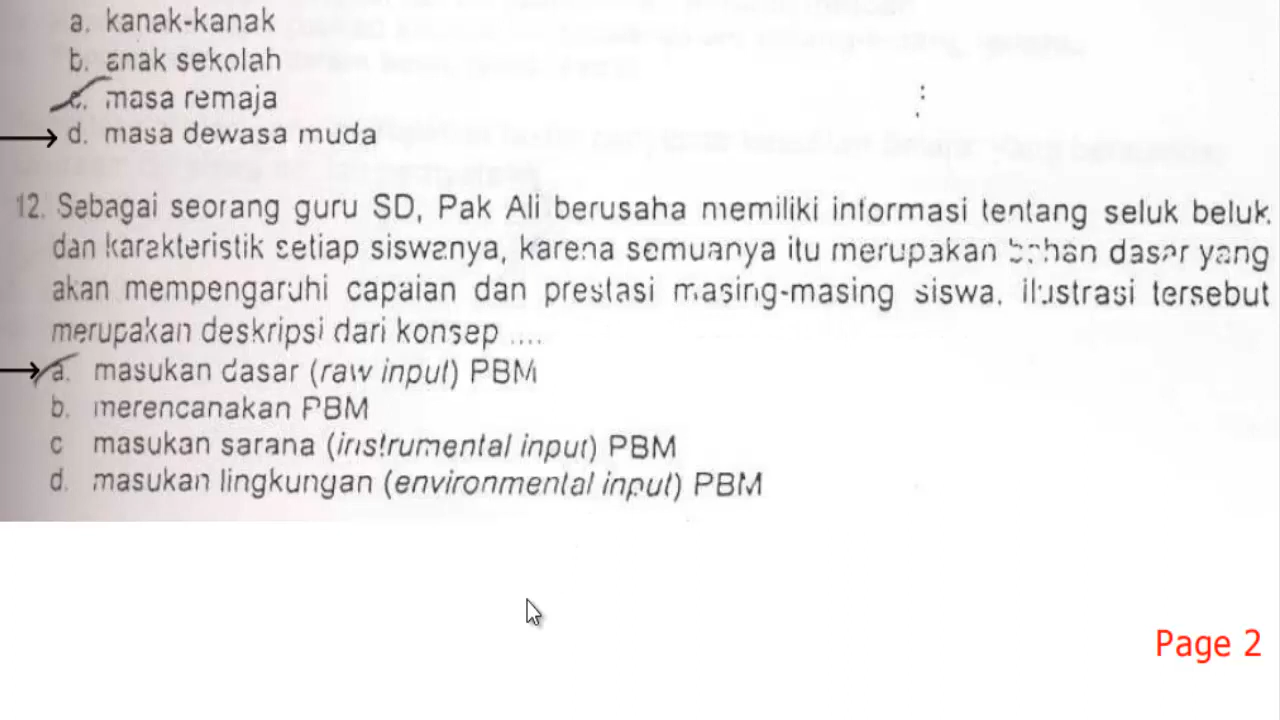 a. kanak-kanak
b. anak sekolah
c. masa remaja
d. masa dewasa muda
12. Sebagai seorang guru SD, Pak Ali berusaha memiliki informasi tentang seluk beluk
dan karakteristik setiap siswanya, karena semuanya itu merupakan bahan dasar yang
akan mempengaruhi capaian dan prestasi masing-masing siswa. ilustrasi tersebut
merupakan deskripsi dari konsep ....
a. masukan dasar (raw input) PBM
b. merencanakan PBM
c masukan sarana (instrumental input) PBM
d. masukan lingkungan (environmental input) PBM
Page 2